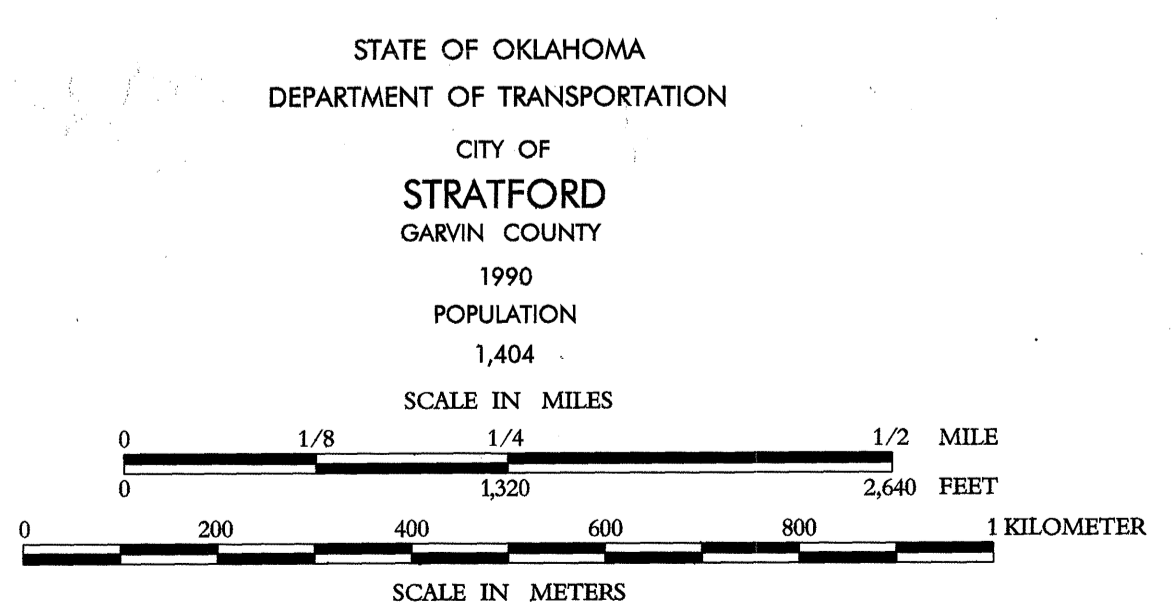 STATE OF OKLAHOMA
DEPARTMENT OF TRANSPORTATION
CITY OF
STRATFORD
GARVIN COUNTY
1990
POPULATION
1,404
SCALE IN MILES
0 1/8 1/4 1/2 MILE
0 1,320 2,640 FEET
0 200 400 600 800 1 KILOMETER
SCALE IN METERS